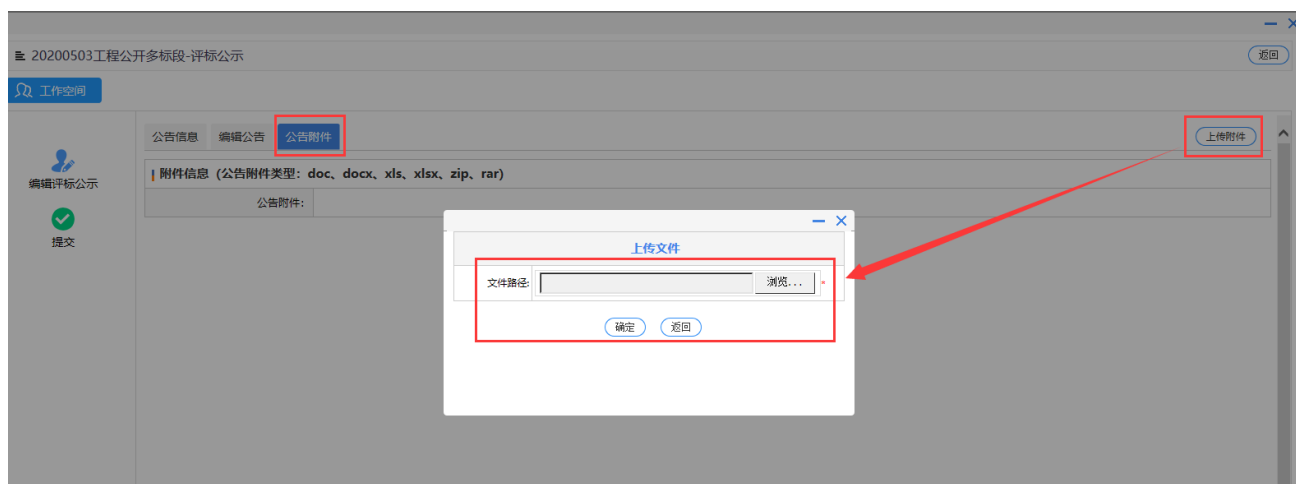 20200503工程公开多标段-评标公示
返回
工作空间
公告信息 编辑公告 公告附件 上传附件
编辑评标公示
提交
附件信息（公告附件类型：doc、docx、xls、xlsx、zip、rar）
公告附件：
上传文件
文件路径: 浏览... *
确定 返回